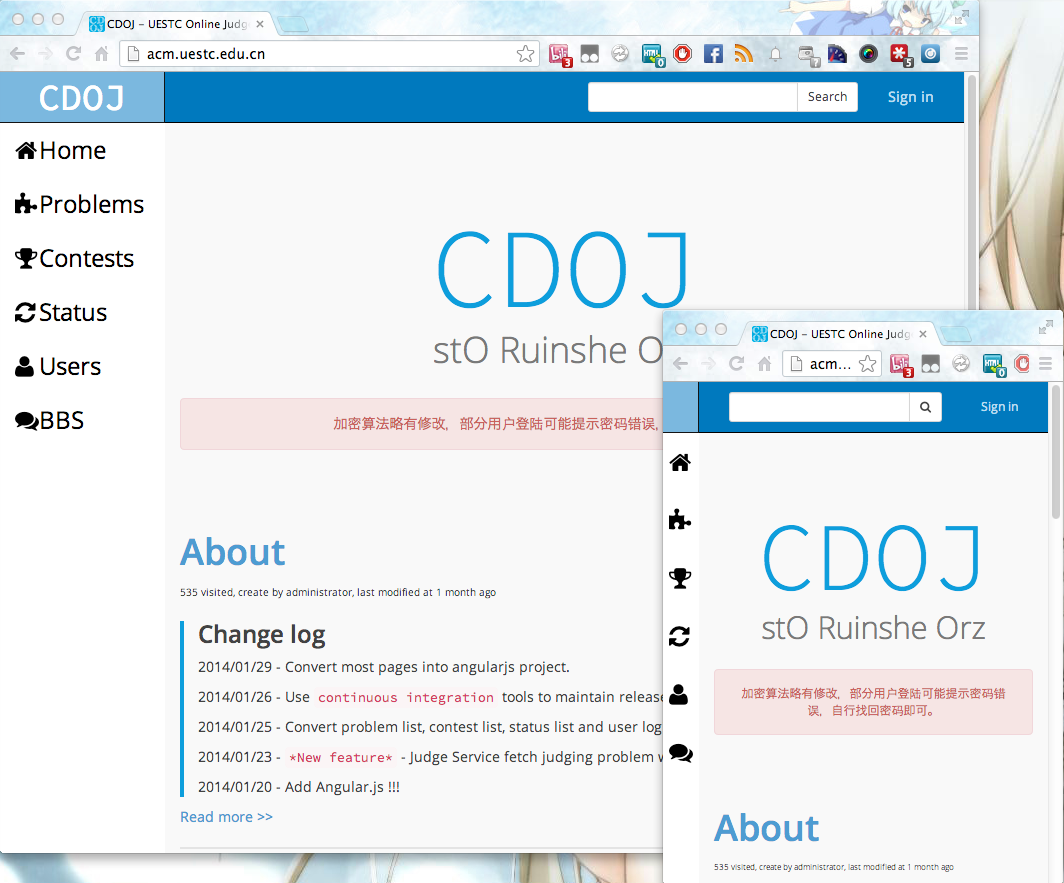 CDOJ – UESTC Online Judg
acm.uestc.edu.cn
3
0
7
5
CDOJ
Search
Sign in
Home
Problems
Contests
Status
Users
BBS
CDOJ
stO Ruinshe O
加密算法略有修改，部分用户登陆可能提示密码错误,
About
535 visited, create by administrator, last modified at 1 month ago
Change log
2014/01/29 - Convert most pages into angularjs project.
2014/01/26 - Use continuous integration tools to maintain release
2014/01/25 - Convert problem list, contest list, status list and user log
2014/01/23 - *New feature* - Judge Service fetch judging problem w
2014/01/20 - Add Angular.js !!!
Read more >>
CDOJ – UESTC Online Judg
acm...
3
0
Sign in
CDOJ
stO Ruinshe Orz
加密算法略有修改，部分用户登陆可能提示密码错
误，自行找回密码即可。
About
535 visited, create by administrator, last modified at 1 month ago